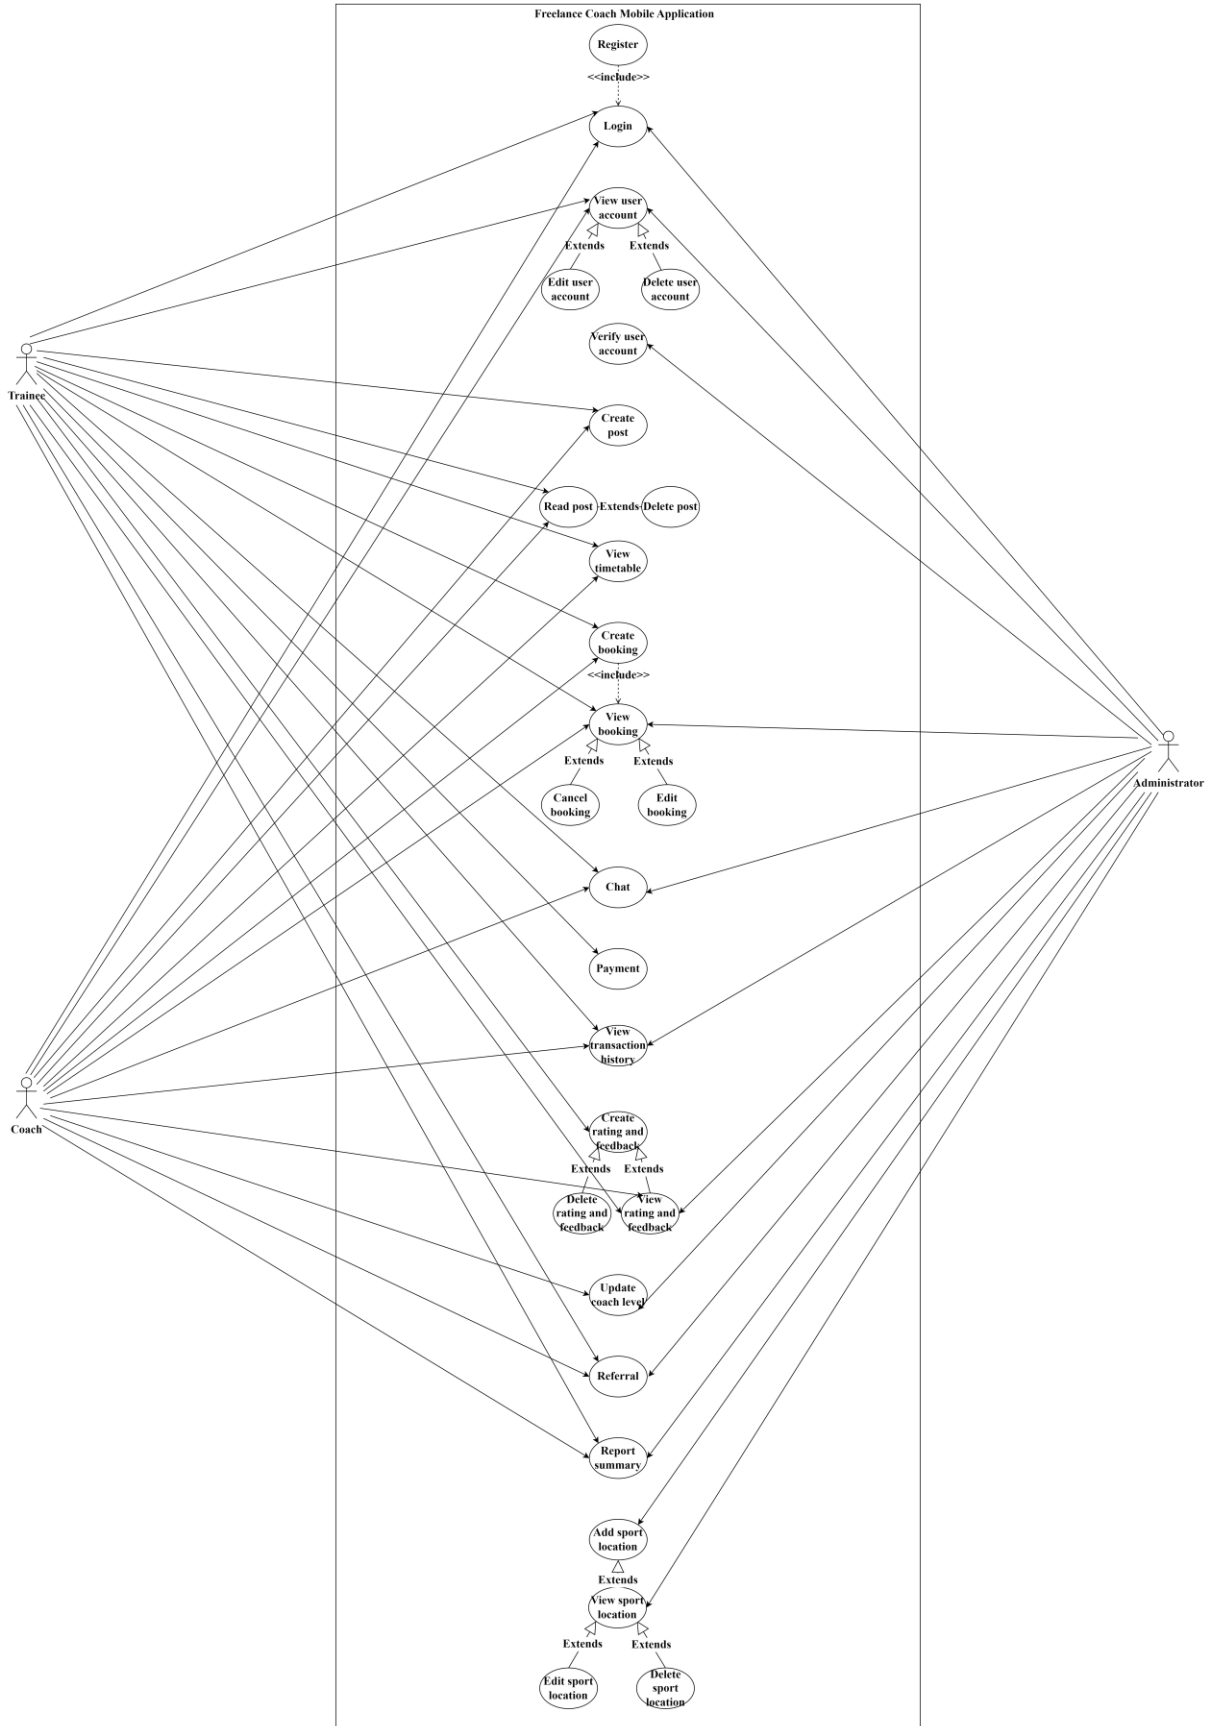 Freelance Coach Mobile Application
Register
<<include>>
Login
View user
account
Extends
Extends
Edit user
account
Delete user
account
Verify user
account
Trainee
Create
post
Read post
Extends
Delete post
View
timetable
Create
booking
<<include>>
View
booking
Extends
Extends
Cancel
booking
Edit
booking
Administrator
Chat
Payment
View
transaction
history
Coach
Create
rating and
feedback
Extends
Extends
Delete
rating and
feedback
View
rating and
feedback
Update
coach level
Referral
Report
summary
Add sport
location
Extends
View sport
location
Extends
Extends
Edit sport
location
Delete
sport
location